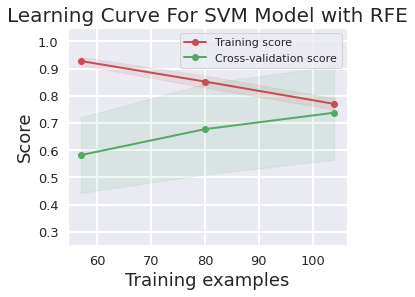 Learning Curve For SVM Model with RFE
Training score
Cross-validation score
1.0
0.9
0.8
0.7
0.6
0.5
0.4
0.3
Score
60 70 80 90 100
Training examples